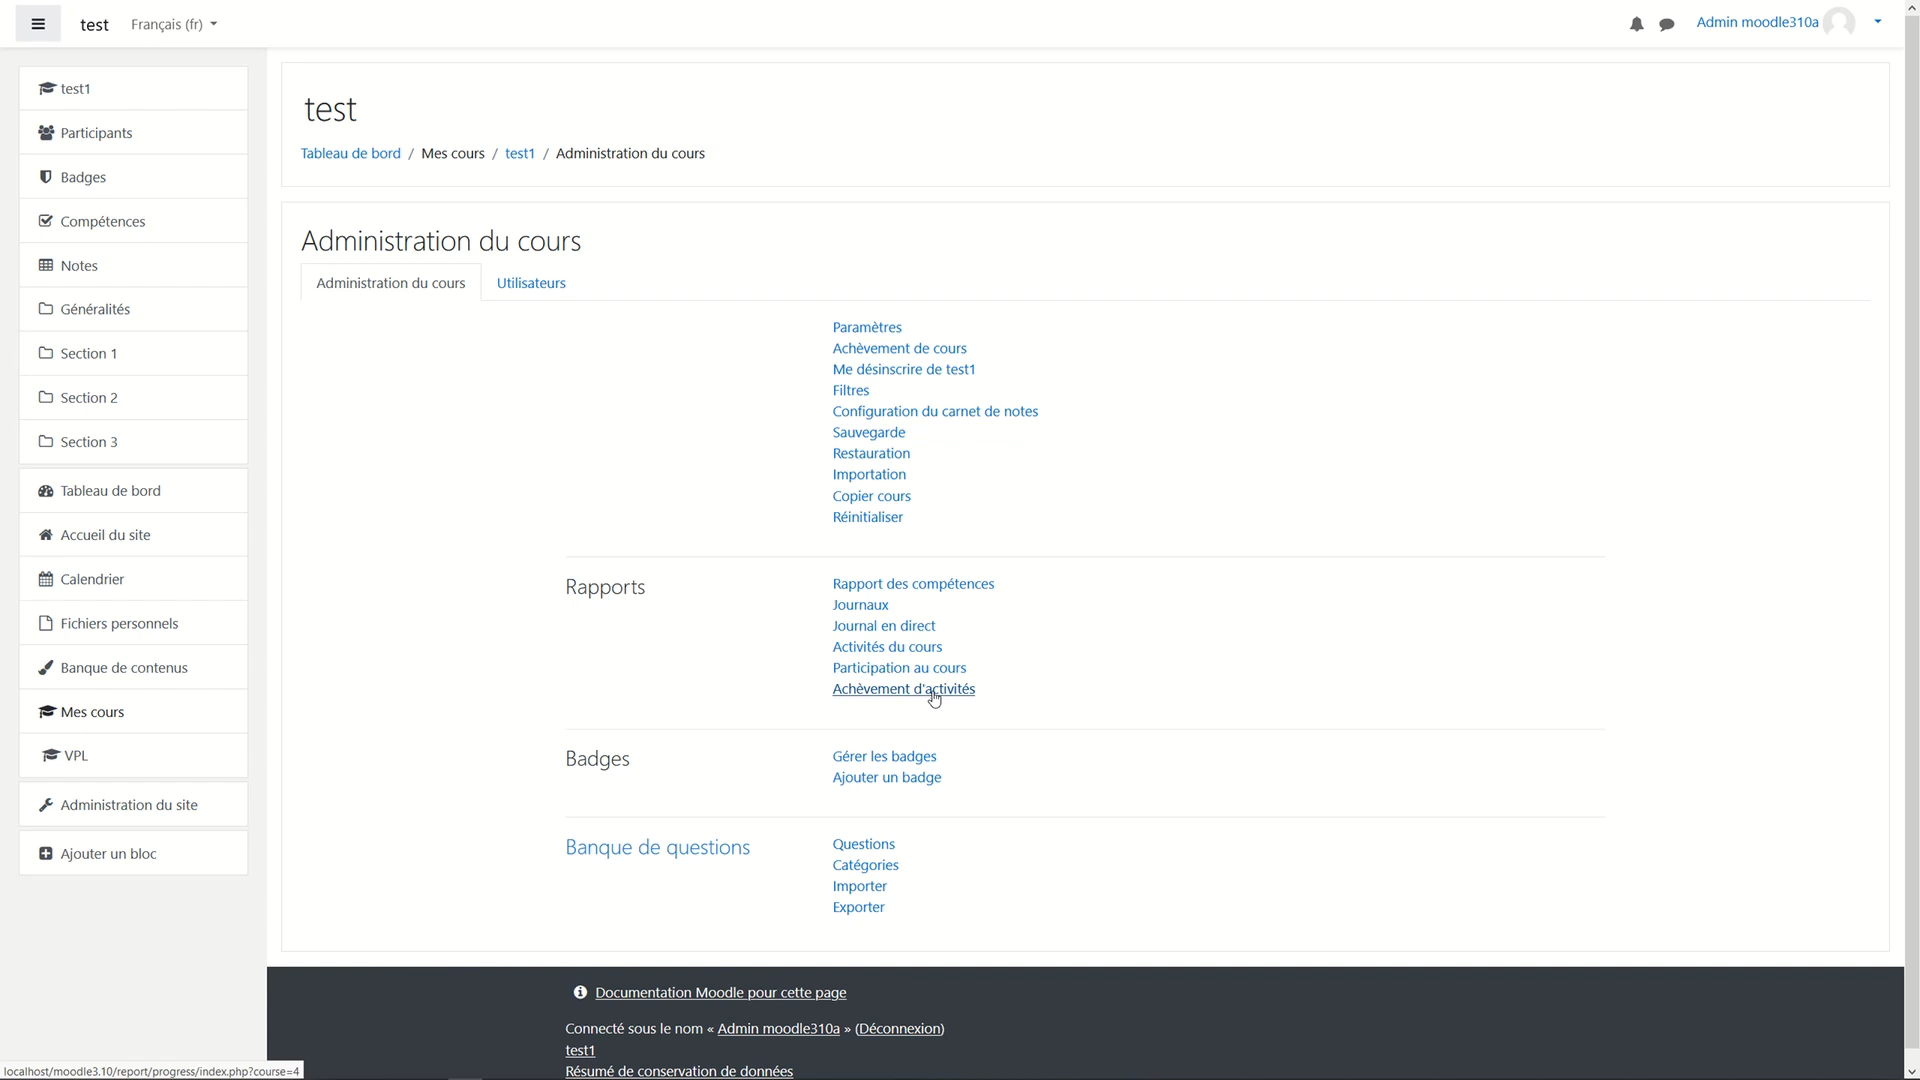 test
Français (fr)
Admin moodle310a
test1
Participants
Badges
Compétences
Notes
Généralités
Section 1
Section 2
Section 3
Tableau de bord
Accueil du site
Calendrier
Fichiers personnels
Banque de contenus
Mes cours
VPL
Administration du site
Ajouter un bloc
test
Tableau de bord / Mes cours / test1 / Administration du cours
Administration du cours
Administration du cours
Utilisateurs
Paramètres
Achèvement de cours
Me désinscrire de test1
Filtres
Configuration du carnet de notes
Sauvegarde
Restauration
Importation
Copier cours
Réinitialiser
Rapports
Rapport des compétences
Journaux
Journal en direct
Activités du cours
Participation au cours
Achèvement d'activités
Badges
Gérer les badges
Ajouter un badge
Banque de questions
Questions
Catégories
Importer
Exporter
Documentation Moodle pour cette page
Connecté sous le nom « Admin moodle310a » (Déconnexion)
test1
Résumé de conservation de données
localhost/moodle3.10/report/progress/index.php?course=4